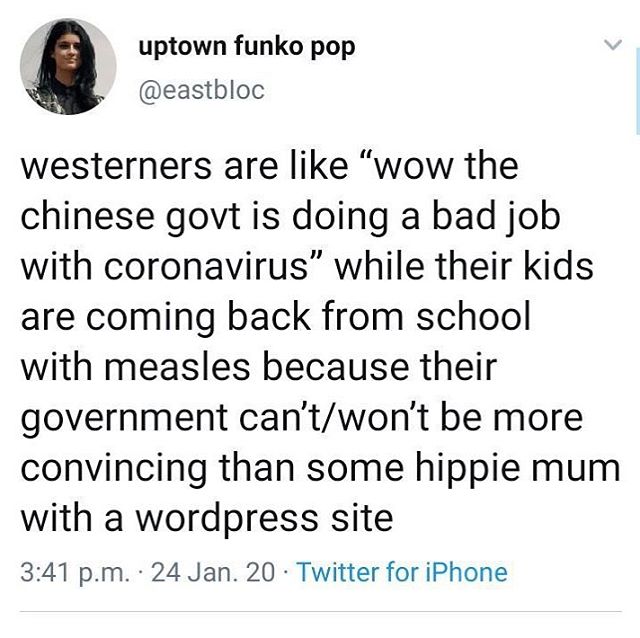 uptown funko pop
@eastbloc
westerners are like “wow the
chinese govt is doing a bad job
with coronavirus” while their kids
are coming back from school
with measles because their
government can’t/won’t be more
convincing than some hippie mum
with a wordpress site
3:41 p.m. · 24 Jan. 20 · Twitter for iPhone